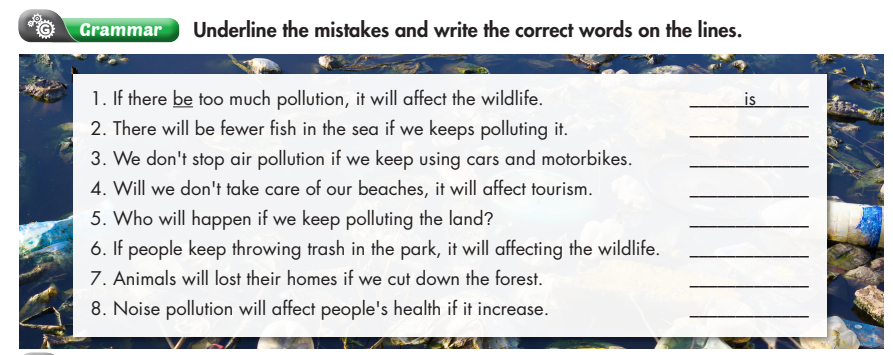 Grammar Underline the mistakes and write the correct words on the lines.
1. If there be too much pollution, it will affect the wildlife. is
2. There will be fewer fish in the sea if we keeps polluting it.
3. We don't stop air pollution if we keep using cars and motorbikes.
4. Will we don't take care of our beaches, it will affect tourism.
5. Who will happen if we keep polluting the land?
6. If people keep throwing trash in the park, it will affecting the wildlife.
7. Animals will lost their homes if we cut down the forest.
8. Noise pollution will affect people's health if it increase.